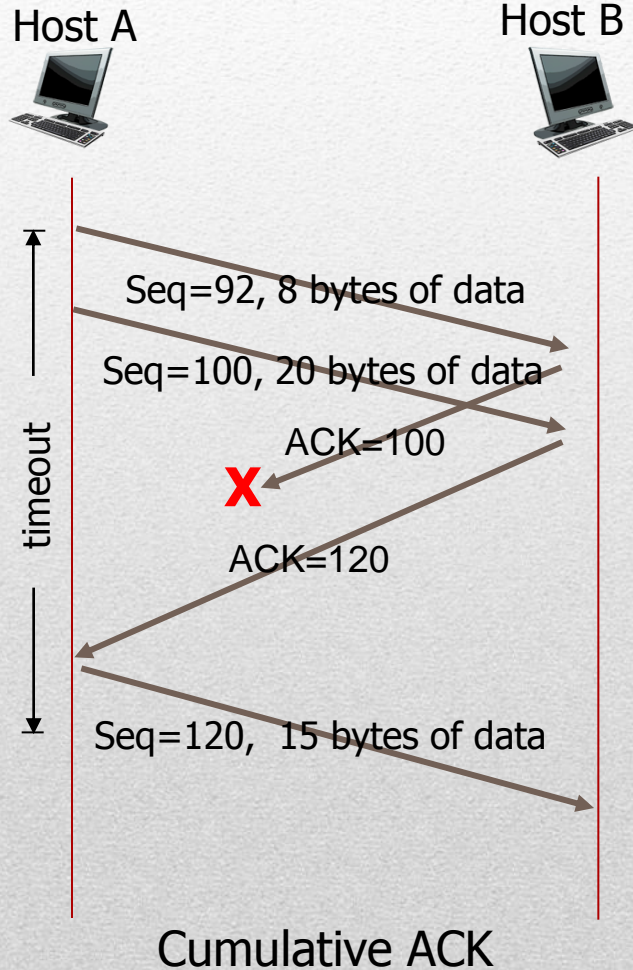 Host A
Host B
Seq=92, 8 bytes of data
Seq=100, 20 bytes of data
ACK=100
X
timeout
ACK=120
Seq=120, 15 bytes of data
Cumulative ACK